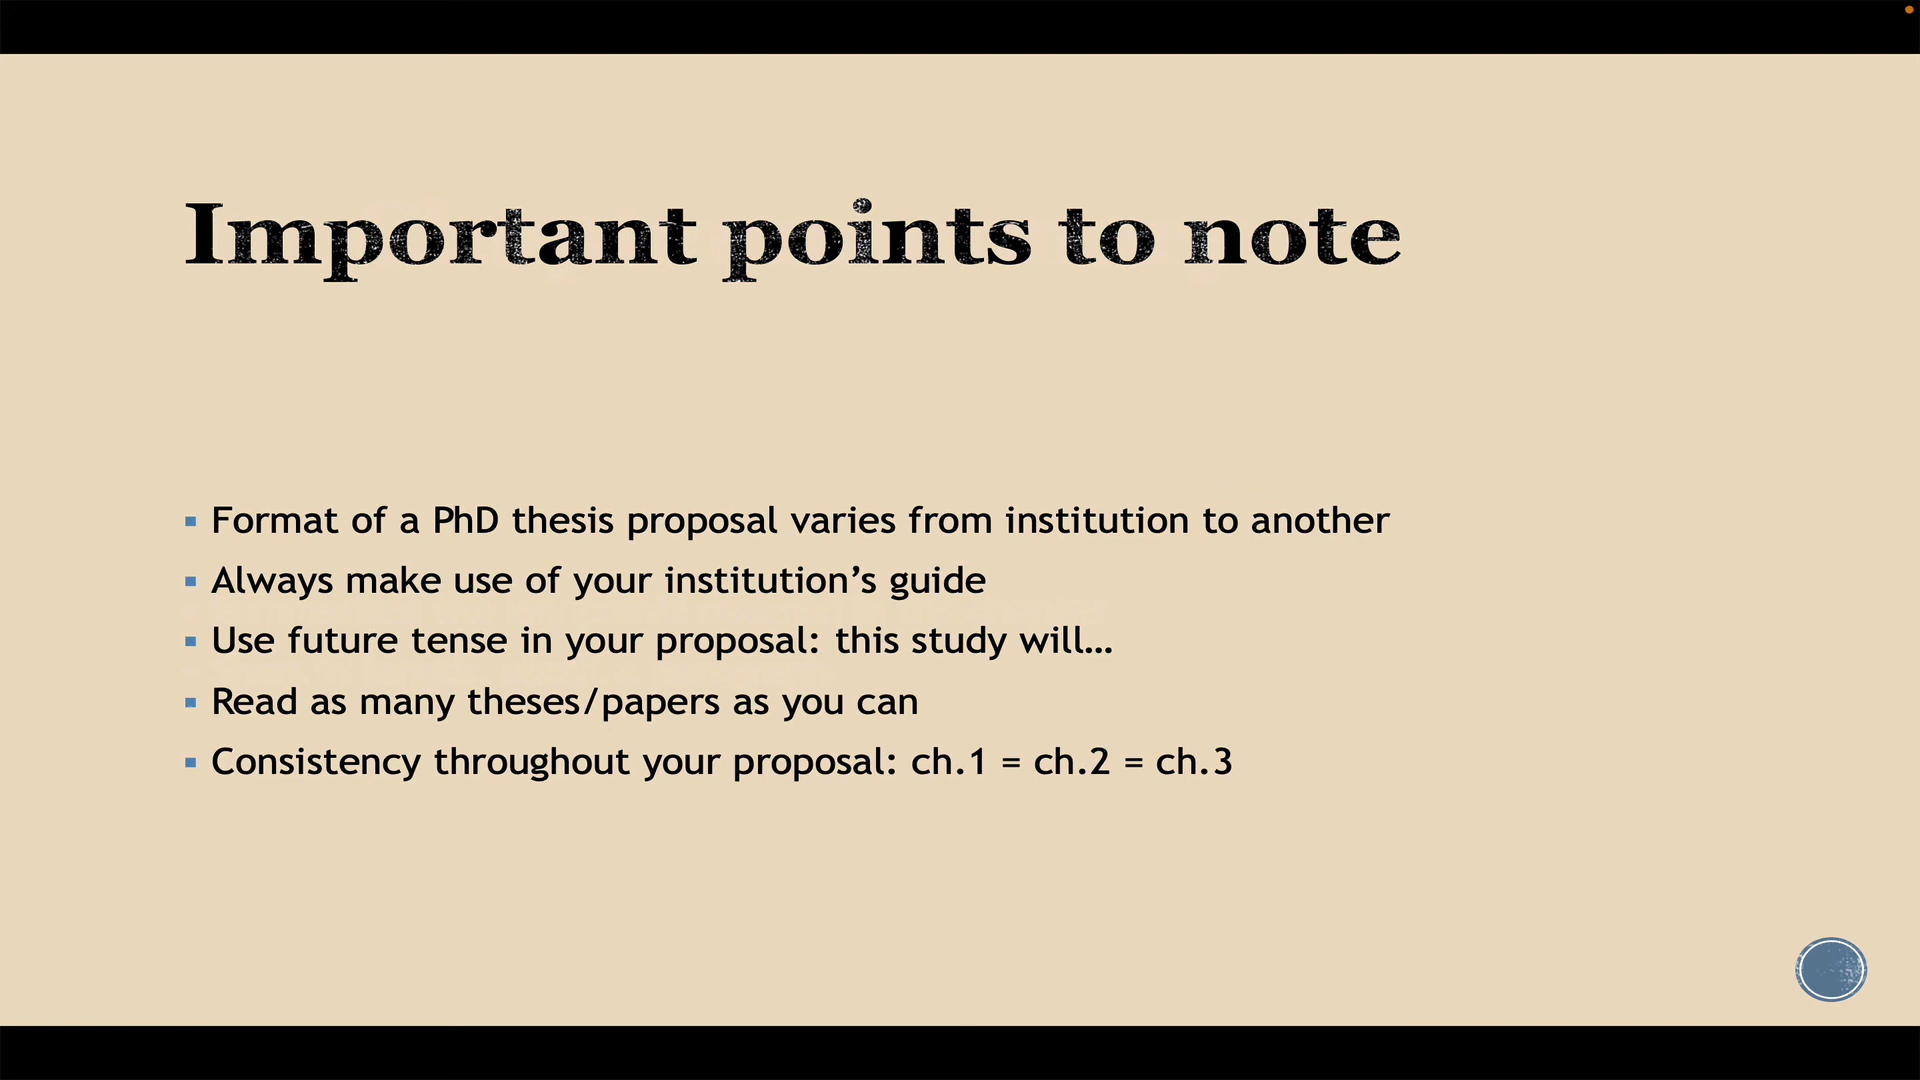 Important points to note
Format of a PhD thesis proposal varies from institution to another
Always make use of your institution’s guide
Use future tense in your proposal: this study will…
Read as many theses/papers as you can
Consistency throughout your proposal: ch.1 = ch.2 = ch.3